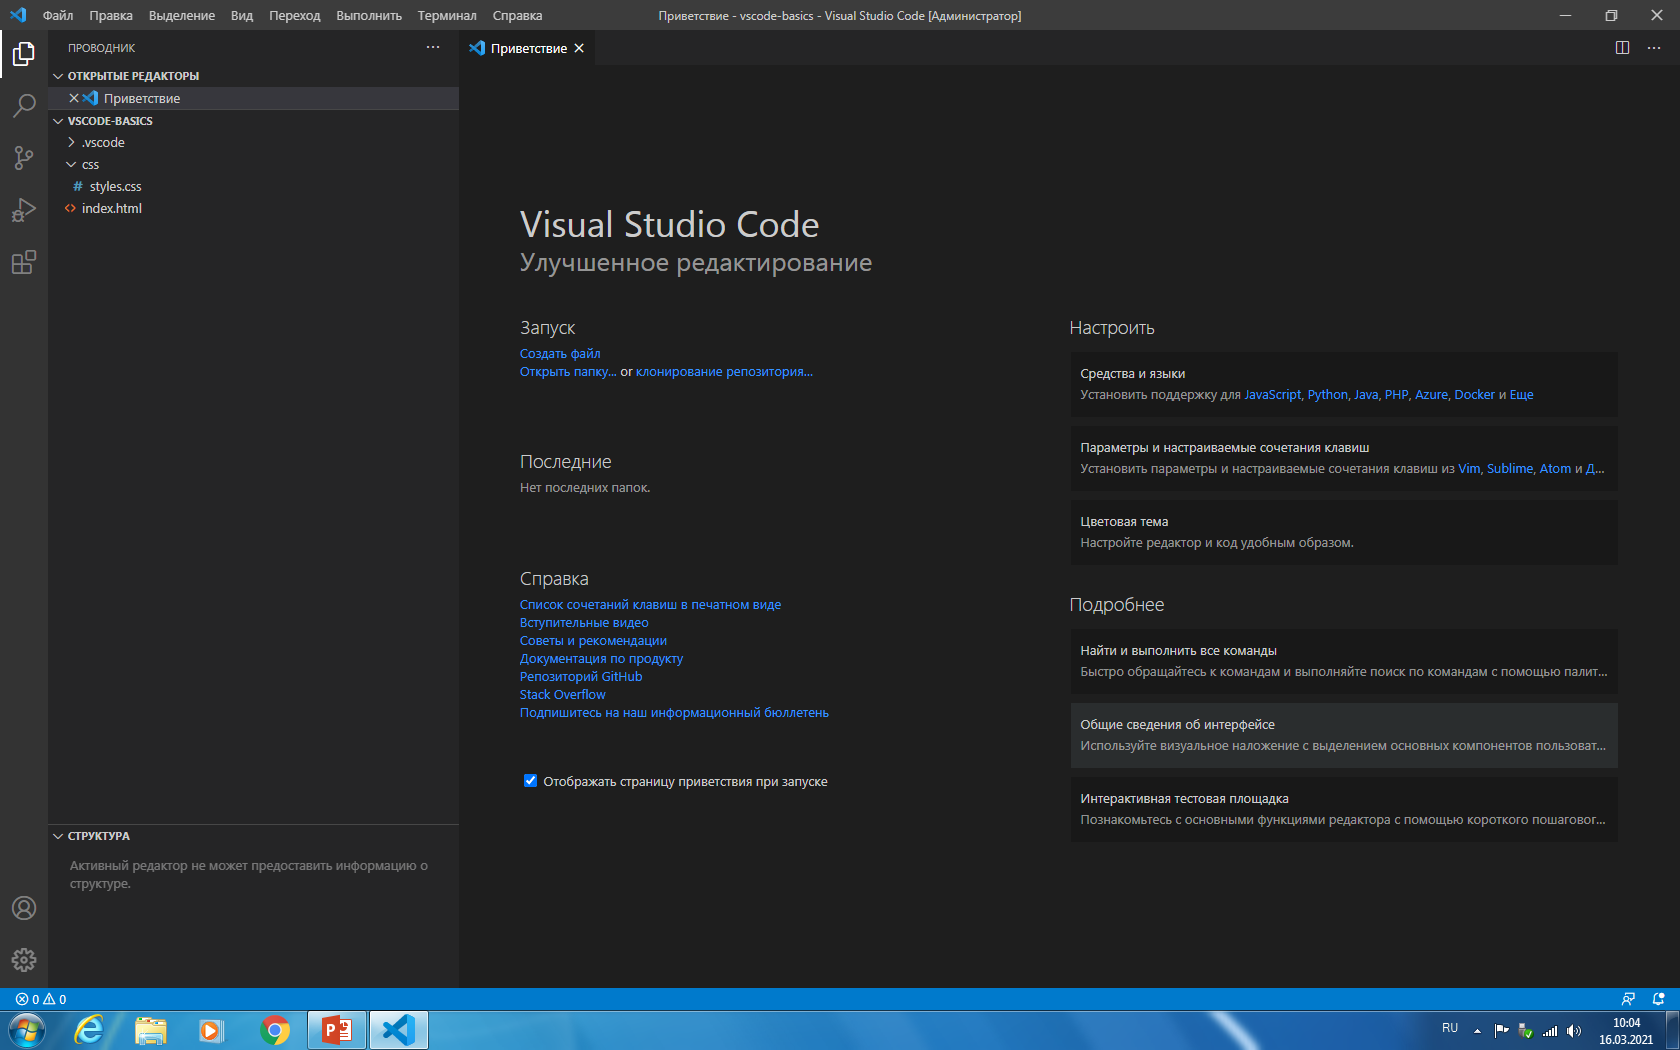 Файл Правка Выделение Вид Переход Выполнить Терминал Справка
Приветствие - vscode-basics - Visual Studio Code [Администратор]
ПРОВОДНИК
Приветствие
ОТКРЫТЫЕ РЕДАКТОРЫ
Приветствие
VSCODE-BASICS
.vscode
css
# styles.css
<> index.html
Visual Studio Code
Улучшенное редактирование
Запуск
Создать файл
Открыть папку... or клонирование репозитория...
Последние
Нет последних папок.
Справка
Список сочетаний клавиш в печатном виде
Вступительные видео
Советы и рекомендации
Документация по продукту
Репозиторий GitHub
Stack Overflow
Подпишитесь на наш информационный бюллетень
Отображать страницу приветствия при запуске
Настроить
Средства и языки
Установить поддержку для JavaScript, Python, Java, PHP, Azure, Docker и Еще
Параметры и настраиваемые сочетания клавиш
Установить параметры и настраиваемые сочетания клавиш из Vim, Sublime, Atom и Д...
Цветовая тема
Настройте редактор и код удобным образом.
Подробнее
Найти и выполнить все команды
Быстро обращайтесь к командам и выполняйте поиск по командам с помощью палит...
Общие сведения об интерфейсе
Используйте визуальное наложение с выделением основных компонентов пользоват...
Интерактивная тестовая площадка
Познакомьтесь с основными функциями редактора с помощью короткого пошаговог...
СТРУКТУРА
Активный редактор не может предоставить информацию о
структуре.
0 0
RU
10:04
16.03.2021